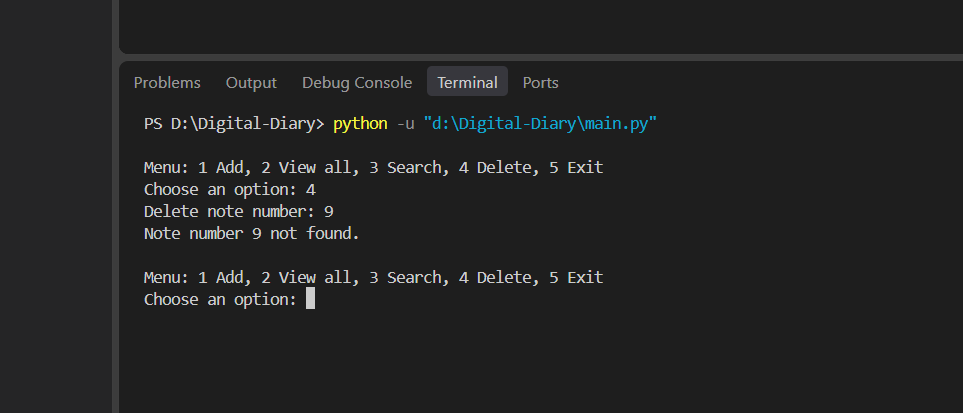 Problems Output Debug Console Terminal Ports
PS D:\Digital-Diary> python -u "d:\Digital-Diary\main.py"
Menu: 1 Add, 2 View all, 3 Search, 4 Delete, 5 Exit
Choose an option: 4
Delete note number: 9
Note number 9 not found.
Menu: 1 Add, 2 View all, 3 Search, 4 Delete, 5 Exit
Choose an option: